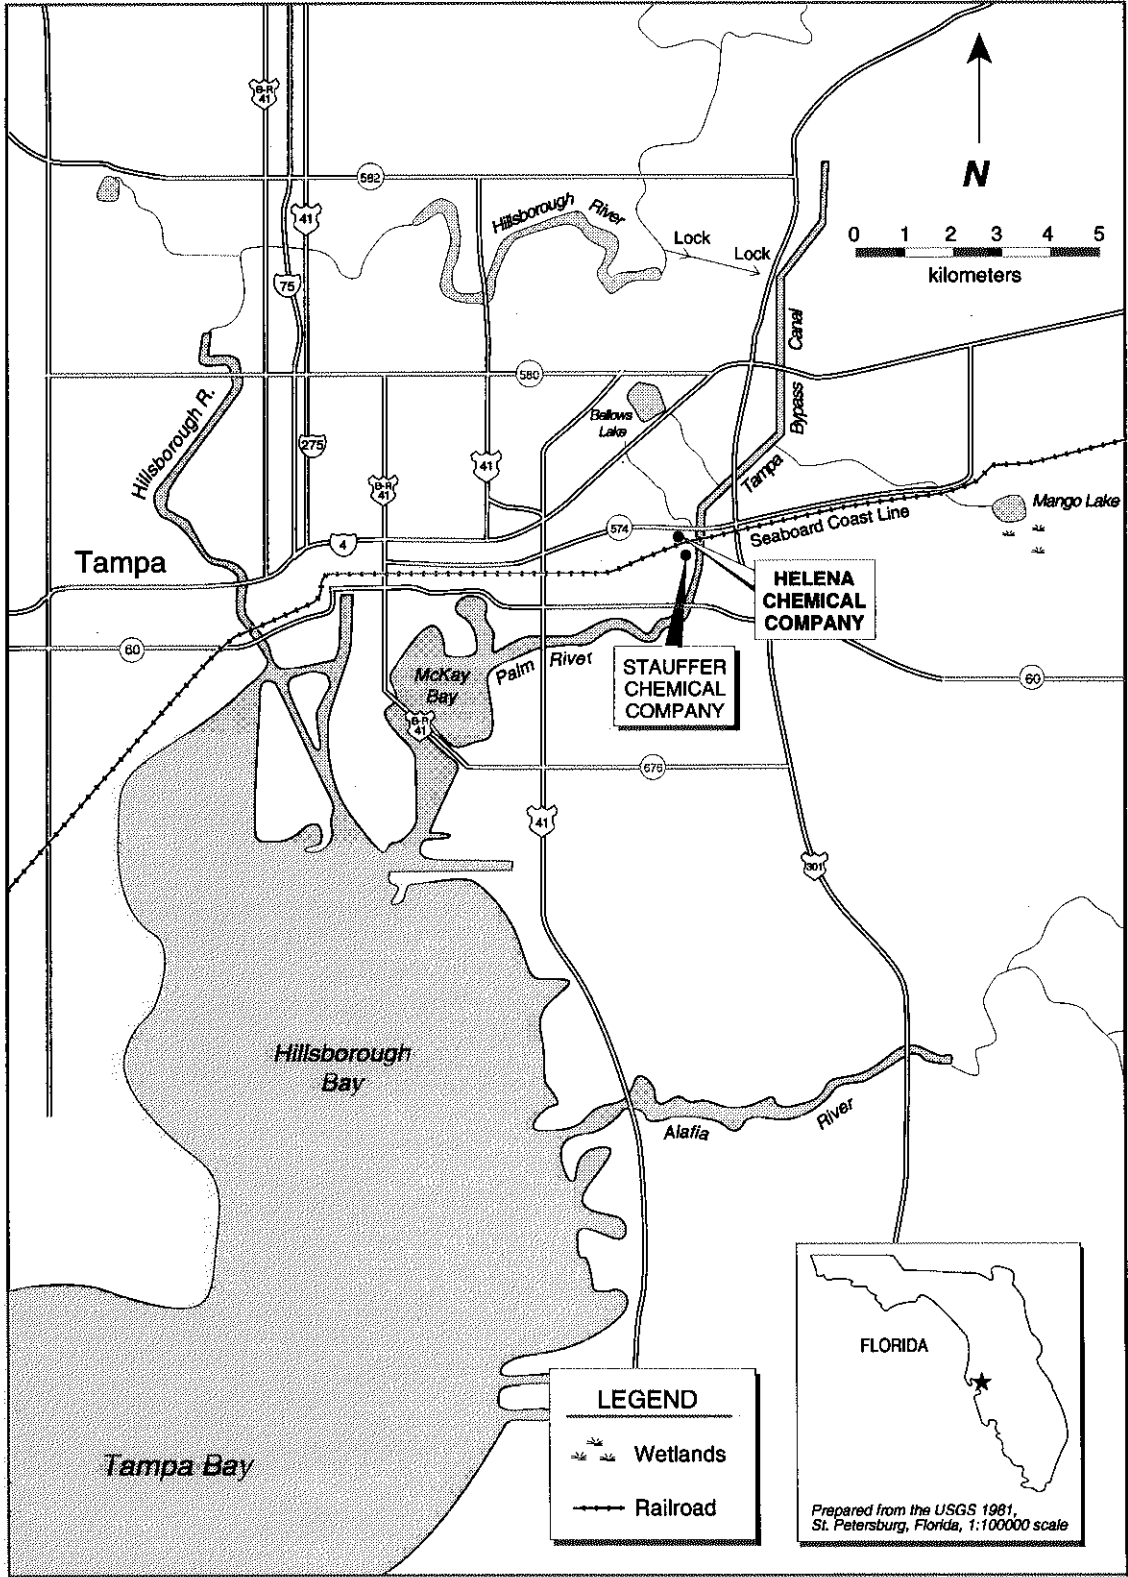 B-R
41
582
N
41
Hillsborough River
Lock
Lock
0 1 2 3 4 5
kilometers
75
Canal
Bypass
Tampa
580
Bellows
Lake
Hillsborough R.
275
41
B-R
41
Mango Lake
574
Seaboard Coast Line
4
Tampa
HELENA
CHEMICAL
COMPANY
60
Palm River
McKay
Bay
STAUFFER
CHEMICAL
COMPANY
60
B-R
41
676
41
301
Hillsborough
Bay
Alafia River
FLORIDA
LEGEND
Wetlands
Railroad
Tampa Bay
Prepared from the USGS 1981,
St. Petersburg, Florida, 1:100000 scale